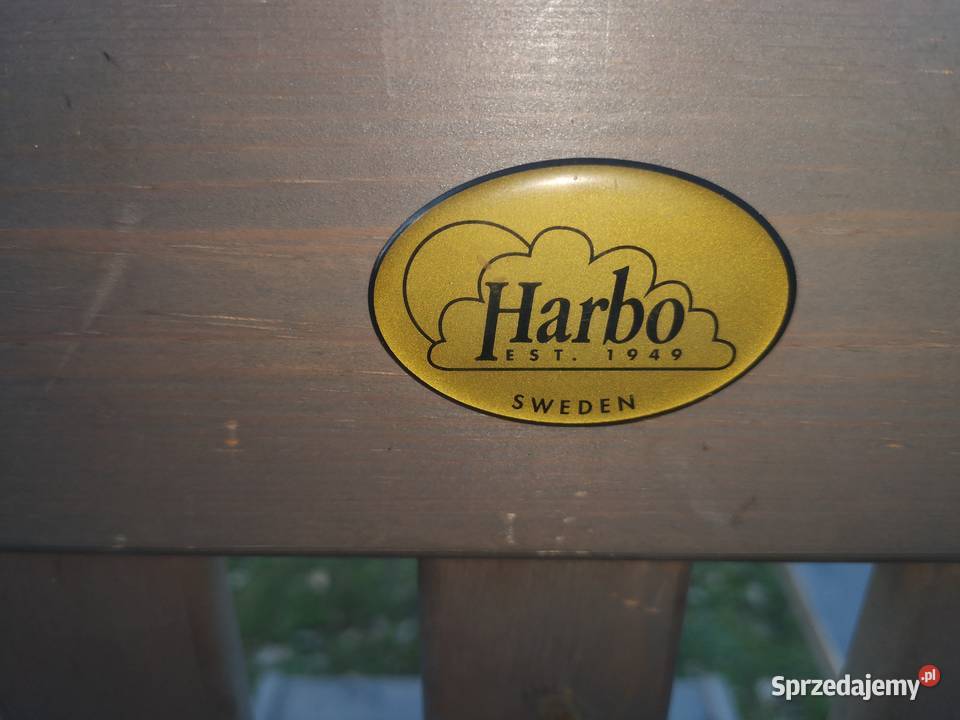 Harbo
EST. 1949
SWEDEN
Sprzedajemy.pl